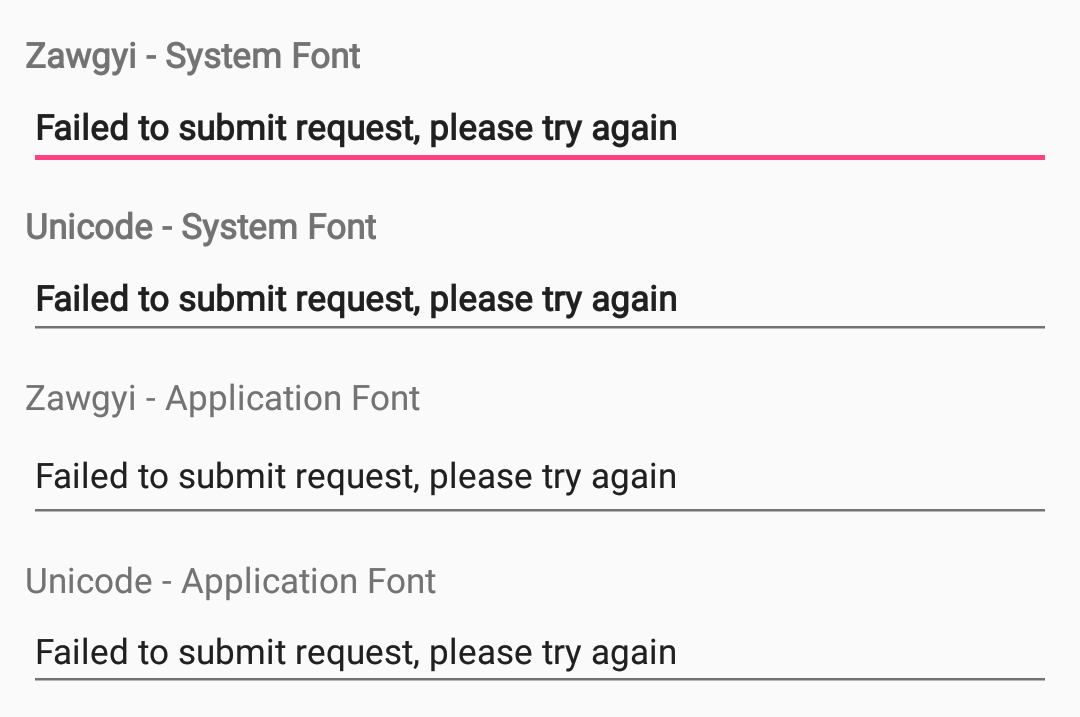 Zawgyi - System Font
Failed to submit request, please try again
Unicode - System Font
Failed to submit request, please try again
Zawgyi - Application Font
Failed to submit request, please try again
Unicode - Application Font
Failed to submit request, please try again